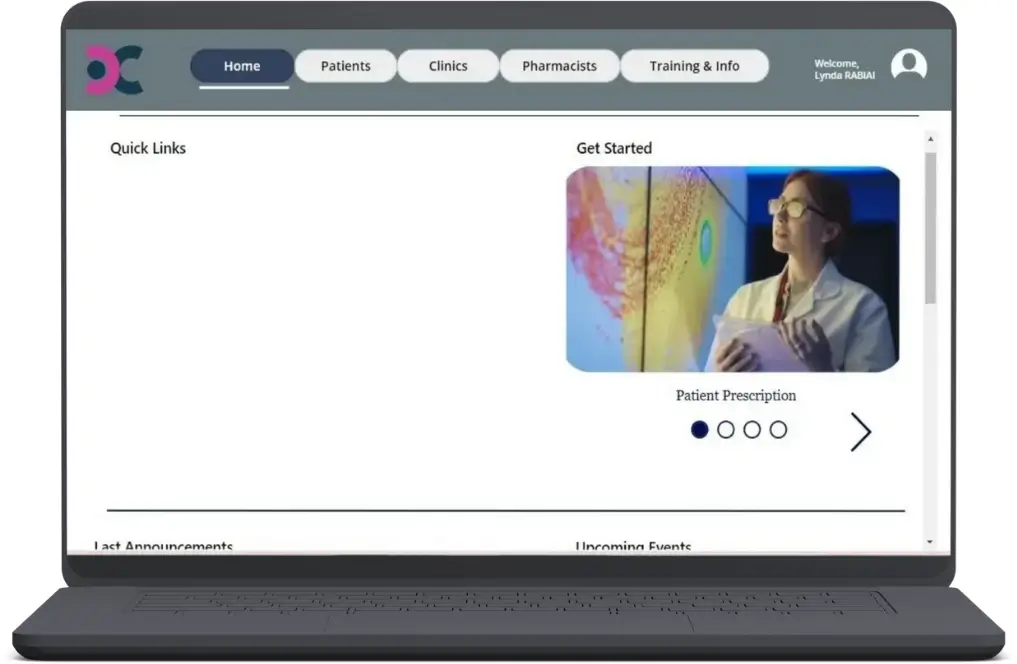 Home
Patients
Clinics
Pharmacists
Training & Info
Welcome,
Lynda RABIAI
Quick Links
Get Started
Patient Prescription
Last Announcements
Upcoming Events